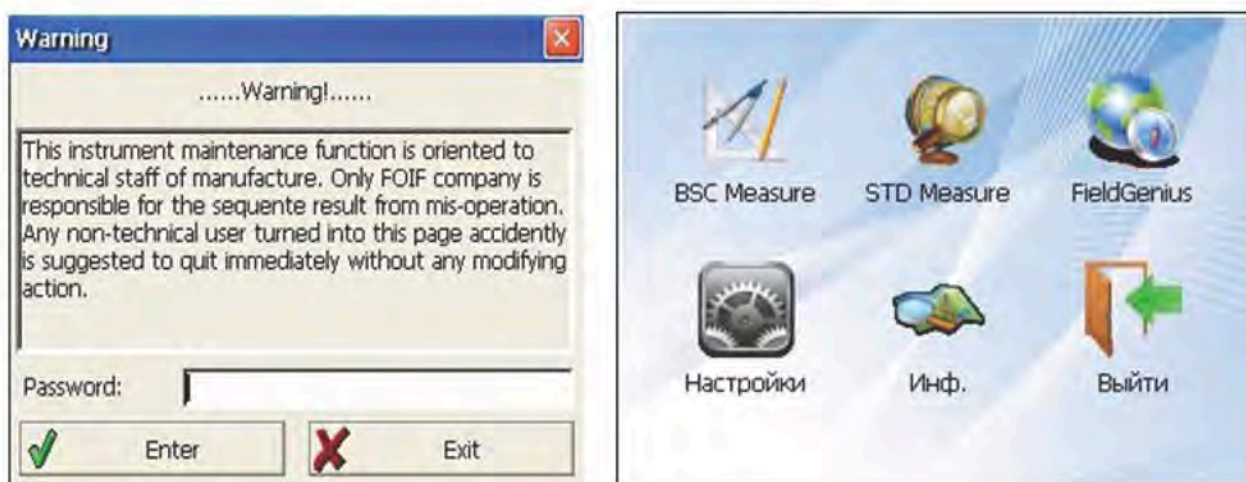 Warning
......Warning!......
This instrument maintenance function is oriented to
technical staff of manufacture. Only FOIF company is
responsible for the sequente result from mis-operation.
Any non-technical user turned into this page accidently
is suggested to quit immediately without any modifying
action.
Password:
Enter Exit
BSC Measure STD Measure FieldGenius
Настройки Инф. Выйти